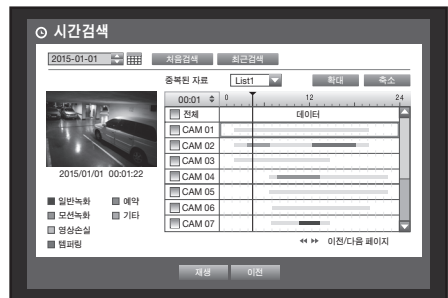 시간검색
2015-01-01
처음검색
최근검색
중복된 자료
List1
확대
축소
00:01
0 12 24
전체
데이터
CAM 01
CAM 02
CAM 03
CAM 04
CAM 05
CAM 06
CAM 07
2015/01/01 00:01:22
일반녹화
예약
모션녹화
기타
영상손실
템퍼링
이전/다음 페이지
재생
이전